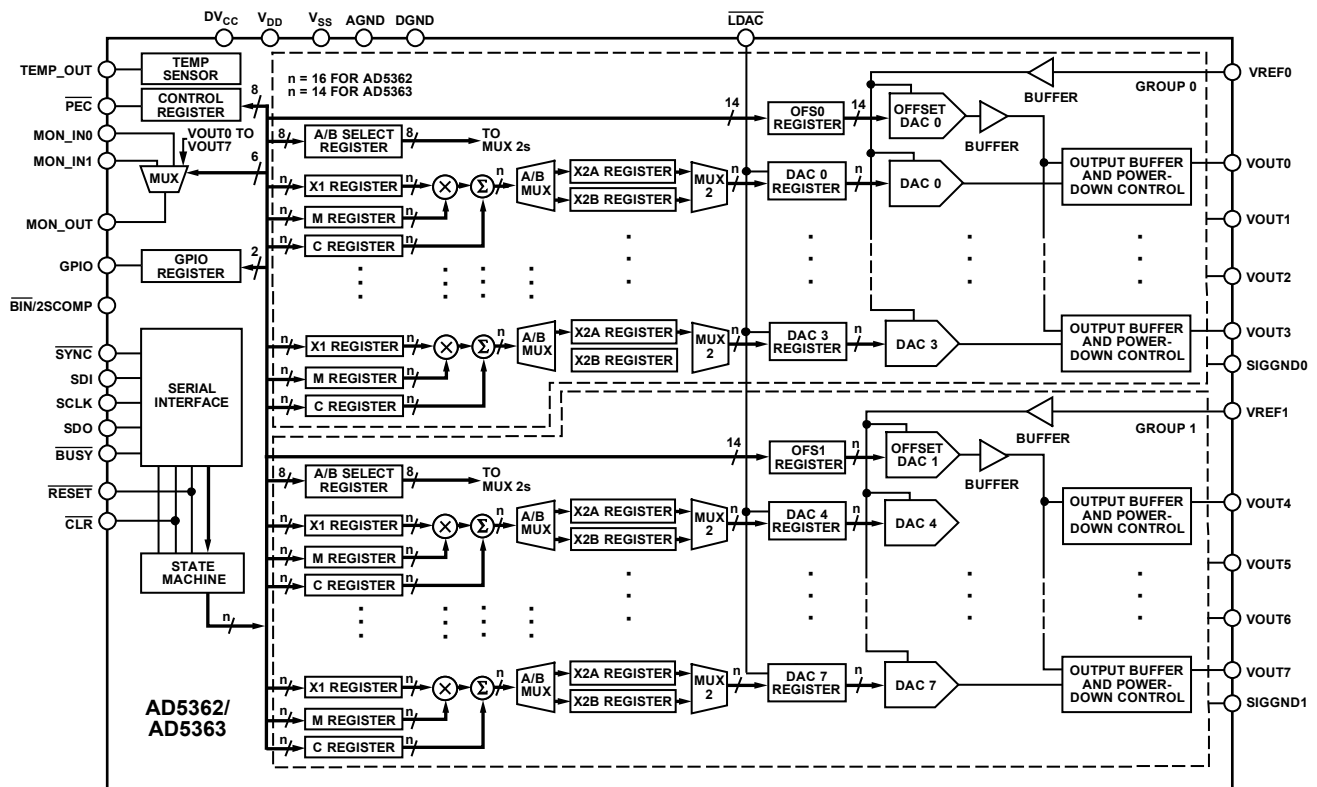 DVCC
VDD
VSS
AGND
DGND
LDAC
TEMP_OUT
TEMP
SENSOR
PEC
CONTROL
REGISTER
8
MON_IN0
MON_IN1
VOUT0 TO
VOUT7
MUX
6
MON_OUT
GPIO
GPIO
REGISTER
2
BIN/2SCOMP
SYNC
SDI
SCLK
SDO
BUSY
RESET
CLR
SERIAL
INTERFACE
STATE
MACHINE
n
AD5362/
AD5363
n = 16 FOR AD5362
n = 14 FOR AD5363
GROUP 0
BUFFER
VREF0
14
OFS0
REGISTER
14
OFFSET
DAC 0
BUFFER
8
A/B SELECT
REGISTER
8
TO
MUX 2s
n
X1 REGISTER
n
n
M REGISTER
n
n
C REGISTER
n
×
Σ
n
A/B
MUX
X2A REGISTER
X2B REGISTER
MUX
2
n
DAC 0
REGISTER
n
DAC 0
OUTPUT BUFFER
AND POWER-
DOWN CONTROL
VOUT0
VOUT1
VOUT2
n
X1 REGISTER
n
n
M REGISTER
n
n
C REGISTER
n
×
Σ
n
A/B
MUX
X2A REGISTER
X2B REGISTER
MUX
2
n
DAC 3
REGISTER
n
DAC 3
OUTPUT BUFFER
AND POWER-
DOWN CONTROL
VOUT3
SIGGND0
VREF1
GROUP 1
BUFFER
14
OFS1
REGISTER
n
OFFSET
DAC 1
BUFFER
8
A/B SELECT
REGISTER
8
TO
MUX 2s
n
X1 REGISTER
n
n
M REGISTER
n
n
C REGISTER
n
×
Σ
n
A/B
MUX
X2A REGISTER
X2B REGISTER
MUX
2
n
DAC 4
REGISTER
n
DAC 4
OUTPUT BUFFER
AND POWER-
DOWN CONTROL
VOUT4
VOUT5
VOUT6
n
X1 REGISTER
n
n
M REGISTER
n
n
C REGISTER
n
×
Σ
n
A/B
MUX
X2A REGISTER
X2B REGISTER
MUX
2
n
DAC 7
REGISTER
n
DAC 7
OUTPUT BUFFER
AND POWER-
DOWN CONTROL
VOUT7
SIGGND1